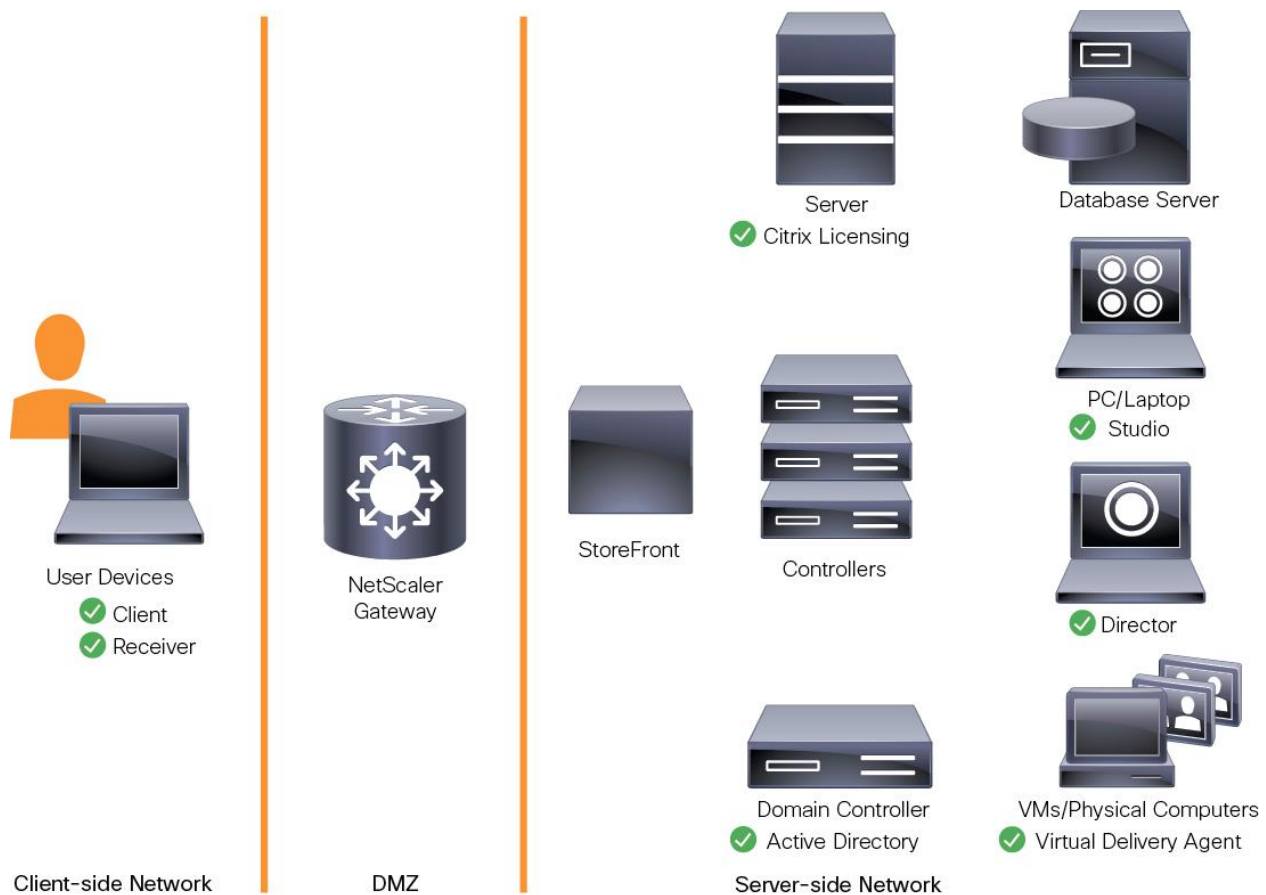 Server
Citrix Licensing
Database Server
PC/Laptop
Studio
User Devices
Client
Receiver
NetScaler
Gateway
StoreFront
Controllers
Director
Domain Controller
Active Directory
VMs/Physical Computers
Virtual Delivery Agent
Client-side Network
DMZ
Server-side Network